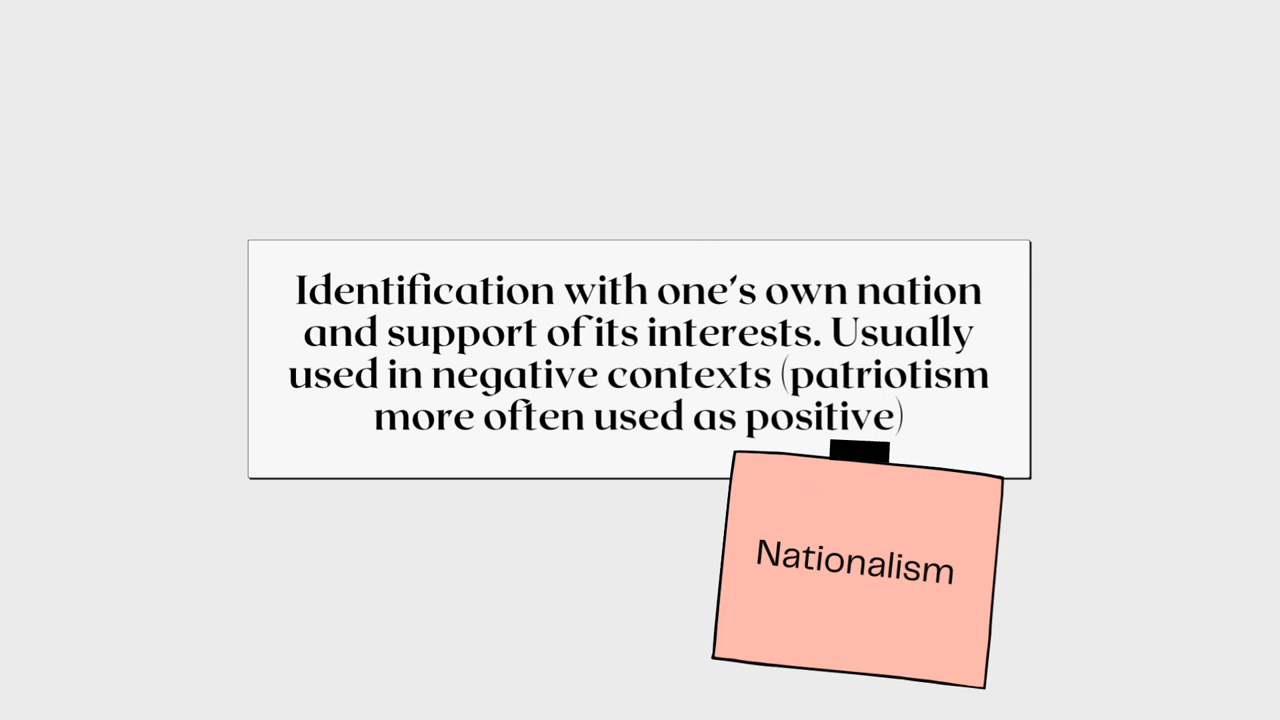 Identification with one's own nation
and support of its interests. Usually
used in negative contexts (patriotism
more often used as positive)
Nationalism